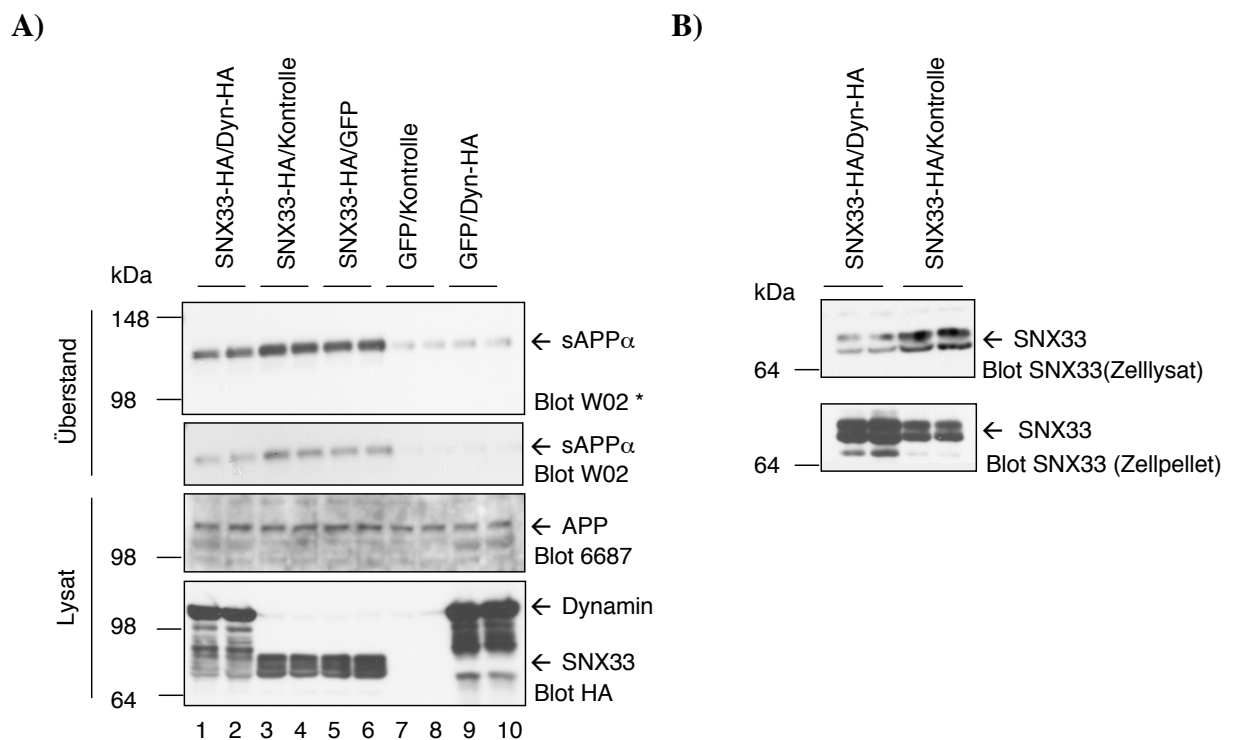 A)
SNX33-HA/Dyn-HA
SNX33-HA/Kontrolle
SNX33-HA/GFP
GFP/Kontrolle
GFP/Dyn-HA
kDa
148
98
Überstand
← sAPPα
Blot W02 *
← sAPPα
Blot W02
Lysat
98
← APP
Blot 6687
98
64
← Dynamin
← SNX33
Blot HA
1 2 3 4 5 6 7 8 9 10
B)
SNX33-HA/Dyn-HA
SNX33-HA/Kontrolle
kDa
64
← SNX33
Blot SNX33(Zelllysat)
64
← SNX33
Blot SNX33 (Zellpellet)